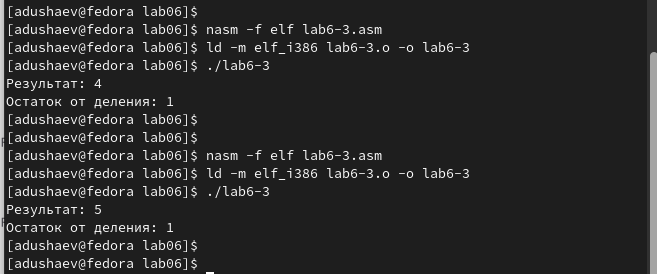 [adushaev@fedora lab06]$
[adushaev@fedora lab06]$ nasm -f elf lab6-3.asm
[adushaev@fedora lab06]$ ld -m elf_i386 lab6-3.o -o lab6-3
[adushaev@fedora lab06]$ ./lab6-3
Результат: 4
Остаток от деления: 1
[adushaev@fedora lab06]$
[adushaev@fedora lab06]$
[adushaev@fedora lab06]$ nasm -f elf lab6-3.asm
[adushaev@fedora lab06]$ ld -m elf_i386 lab6-3.o -o lab6-3
[adushaev@fedora lab06]$ ./lab6-3
Результат: 5
Остаток от деления: 1
[adushaev@fedora lab06]$
[adushaev@fedora lab06]$